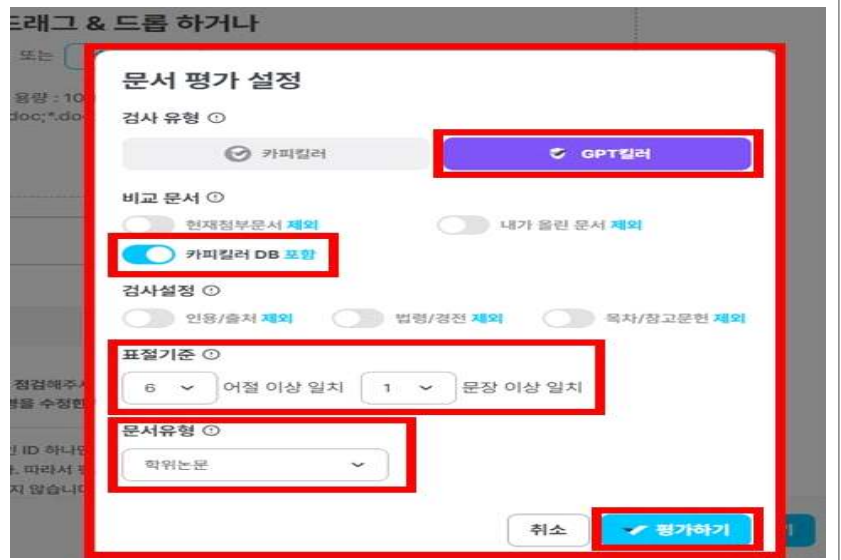 드래그 & 드롭 하거나
또는
용량 : 10
doc;*.do
문서 평가 설정
검사 유형
카피킬러 GPT킬러
비교 문서
현재첨부문서 제외 내가 올린 문서 제외
카피킬러 DB 포함
검사설정
인용/출처 제외 법령/경전 제외 목차/참고문헌 제외
표절기준
6 어절 이상 일치 1 문장 이상 일치
점검해주시
명을 수정한
문서유형
학위논문
ID 하나만
따라서
지 않습니다
취소 평가하기